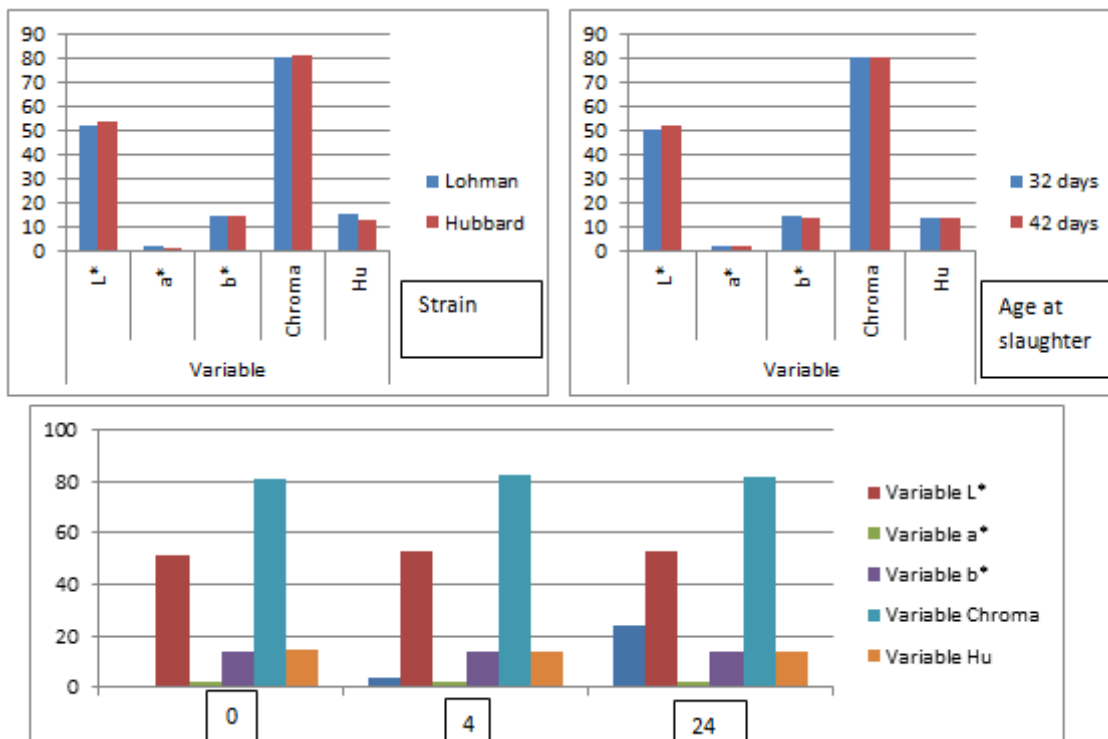 90
80
70
60
50
40
30
20
10
0
L*
a*
b*
Chroma
Hu
Variable
Lohman
Hubbard
Strain
90
80
70
60
50
40
30
20
10
0
L*
a*
b*
Chroma
Hu
Variable
32 days
42 days
Age at
slaughter
100
80
60
40
20
0
0
4
24
Variable L*
Variable a*
Variable b*
Variable Chroma
Variable Hu